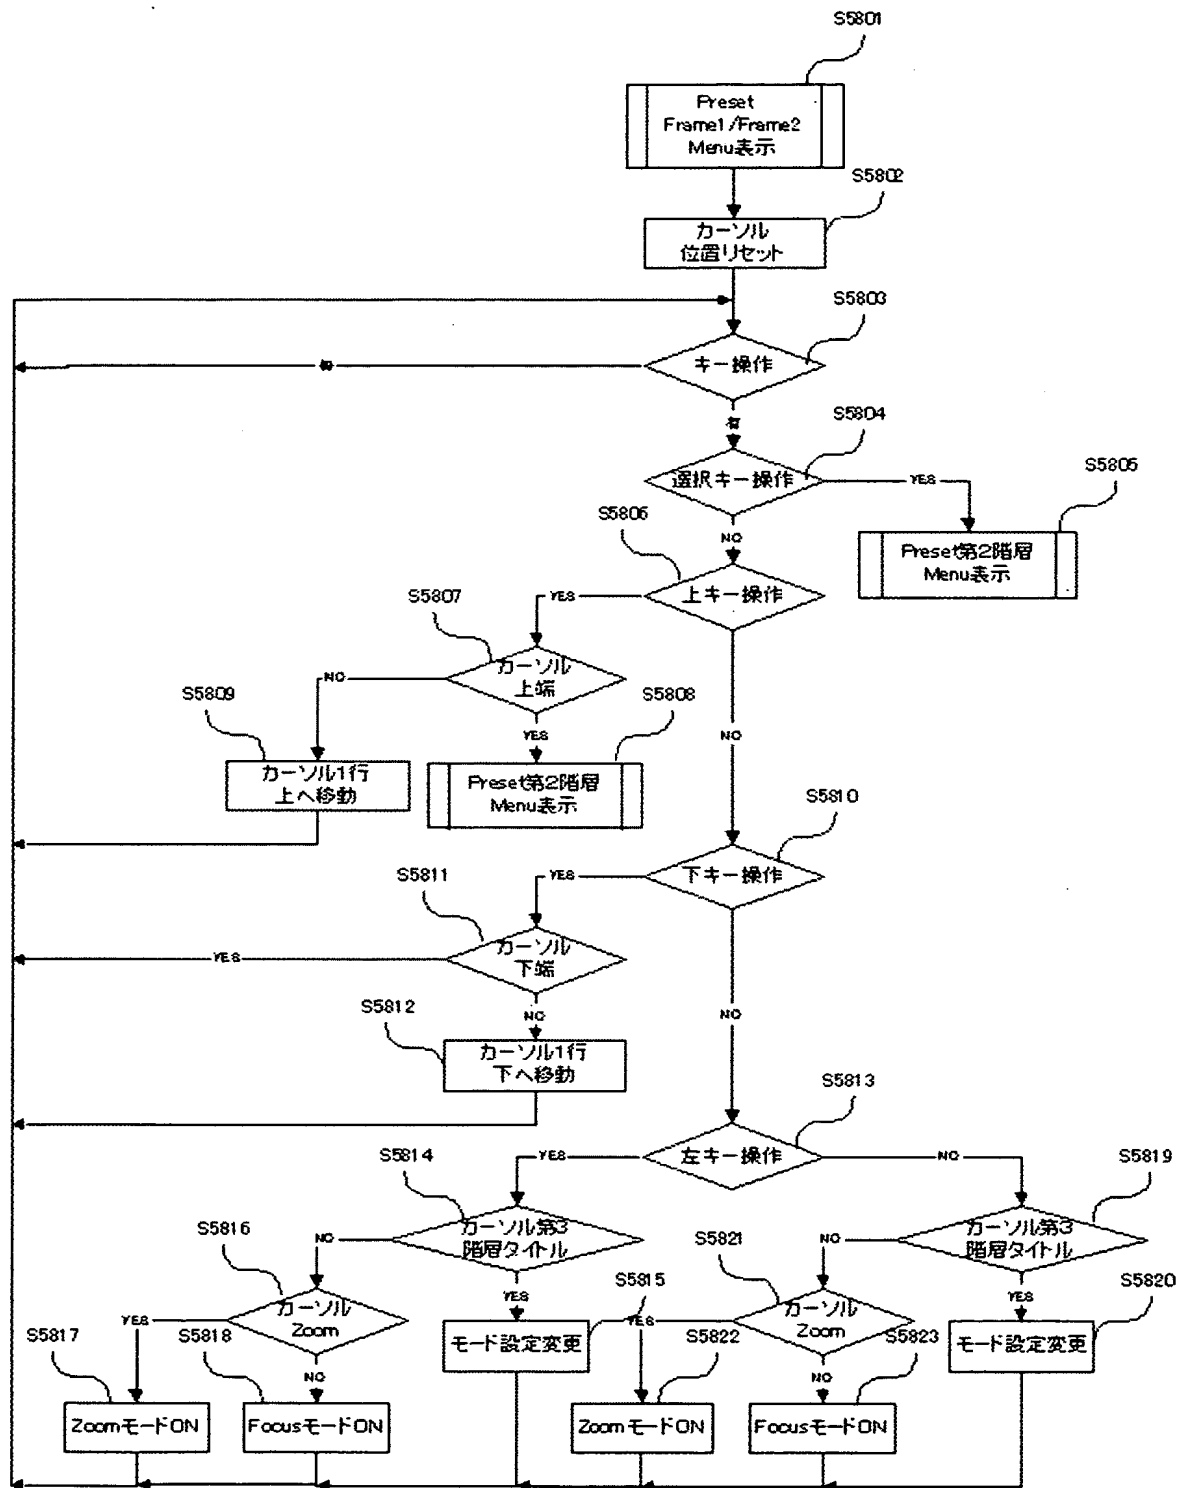 S5801
Preset
Frame1/Frame2
Menu表示
S5802
カーソル
位置リセット
S5803
キー操作
無
有
S5804
選択キー操作
YES
S5805
Preset第2階層
Menu表示
NO
S5806
上キー操作
YES
NO
S5807
カーソル
上端
NO
YES
S5808
Preset第2階層
Menu表示
S5809
カーソル1行
上へ移動
S5810
下キー操作
YES
NO
S5811
カーソル
下端
YES
NO
S5812
カーソル1行
下へ移動
S5813
左キー操作
YES
NO
S5814
カーソル第3
階層タイトル
NO
YES
S5815
モード設定変更
S5816
カーソル
Zoom
YES
NO
S5817
ZoomモードON
S5818
FocusモードON
S5819
カーソル第3
階層タイトル
NO
YES
S5820
モード設定変更
S5821
カーソル
Zoom
YES
NO
S5822
ZoomモードON
S5823
FocusモードON